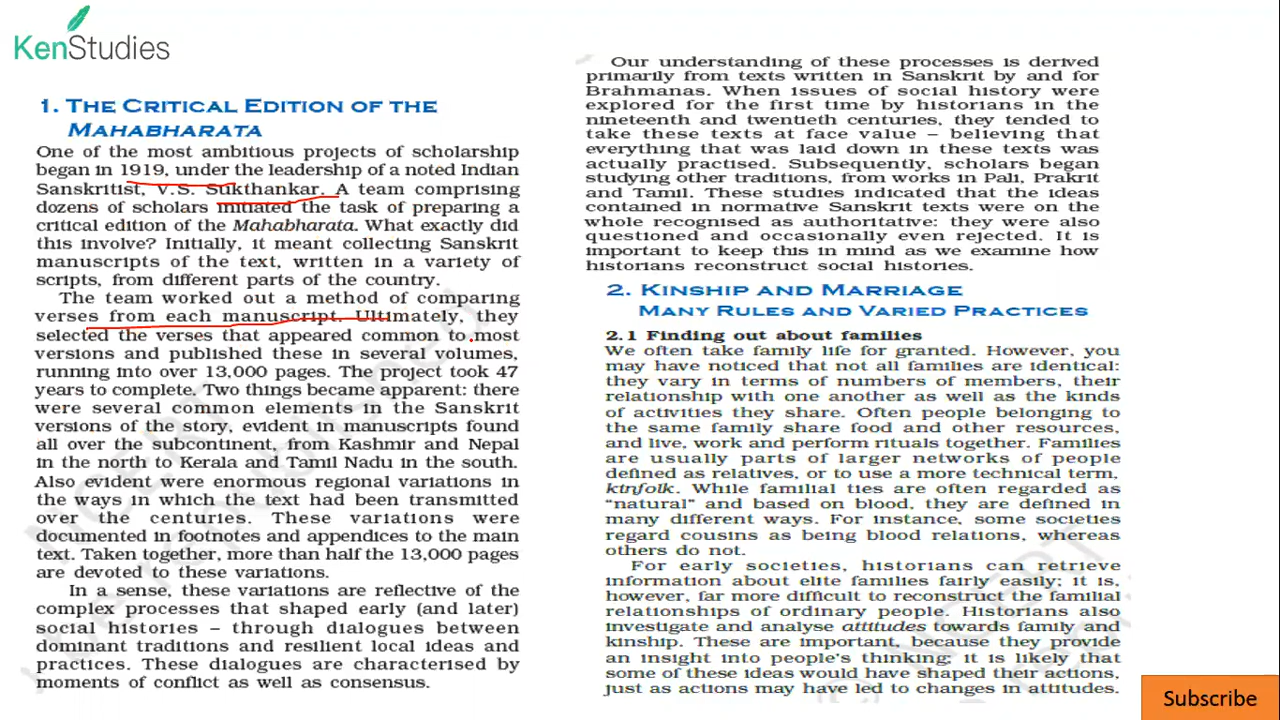 KenStudies
1. THE CRITICAL EDITION OF THE
MAHABHARATA
One of the most ambitious projects of scholarship
began in 1919, under the leadership of a noted Indian
Sanskritist, V.S. Sukthankar. A team comprising
dozens of scholars initiated the task of preparing a
critical edition of the Mahabharata. What exactly did
this involve? Initially, it meant collecting Sanskrit
manuscripts of the text, written in a variety of
scripts, from different parts of the country.
The team worked out a method of comparing
verses from each manuscript. Ultimately, they
selected the verses that appeared common to most
versions and published these in several volumes,
running into over 13,000 pages. The project took 47
years to complete. Two things became apparent: there
were several common elements in the Sanskrit
versions of the story, evident in manuscripts found
all over the subcontinent, from Kashmir and Nepal
in the north to Kerala and Tamil Nadu in the south.
Also evident were enormous regional variations in
the ways in which the text had been transmitted
over the centuries. These variations were
documented in footnotes and appendices to the main
text. Taken together, more than half the 13,000 pages
are devoted to these variations.
In a sense, these variations are reflective of the
complex processes that shaped early (and later)
social histories – through dialogues between
dominant traditions and resilient local ideas and
practices. These dialogues are characterised by
moments of conflict as well as consensus.
Our understanding of these processes is derived
primarily from texts written in Sanskrit by and for
Brahmanas. When issues of social history were
explored for the first time by historians in the
nineteenth and twentieth centuries, they tended to
take these texts at face value – believing that
everything that was laid down in these texts was
actually practised. Subsequently, scholars began
studying other traditions, from works in Pali, Prakrit
and Tamil. These studies indicated that the ideas
contained in normative Sanskrit texts were on the
whole recognised as authoritative: they were also
questioned and occasionally even rejected. It is
important to keep this in mind as we examine how
historians reconstruct social histories.
2. KINSHIP AND MARRIAGE
MANY RULES AND VARIED PRACTICES
2.1 Finding out about families
We often take family life for granted. However, you
may have noticed that not all families are identical:
they vary in terms of numbers of members, their
relationship with one another as well as the kinds
of activities they share. Often people belonging to
the same family share food and other resources,
and live, work and perform rituals together. Families
are usually parts of larger networks of people
defined as relatives, or to use a more technical term,
kinfolk. While familial ties are often regarded as
“natural” and based on blood, they are defined in
many different ways. For instance, some societies
regard cousins as being blood relations, whereas
others do not.
For early societies, historians can retrieve
information about elite families fairly easily; it is,
however, far more difficult to reconstruct the familial
relationships of ordinary people. Historians also
investigate and analyse attitudes towards family and
kinship. These are important, because they provide
an insight into people’s thinking; it is likely that
some of these ideas would have shaped their actions,
just as actions may have led to changes in attitudes.
Subscribe